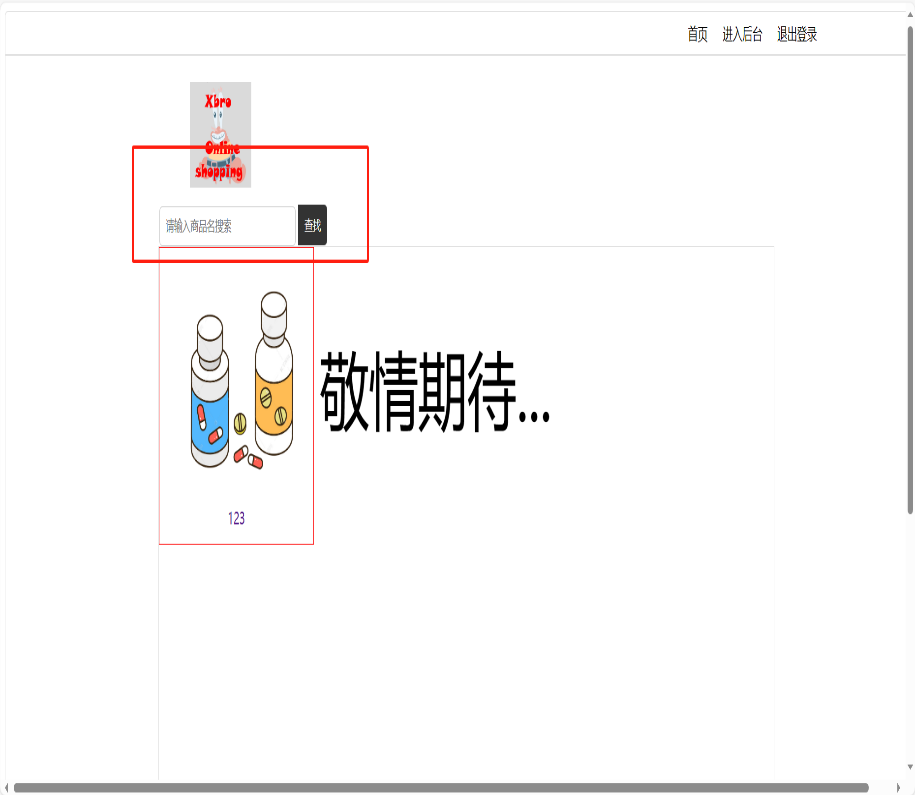 首页 进入后台 退出登录
Xbro
Online
shopping
请输入商品名搜索 查找
敬情期待...
123